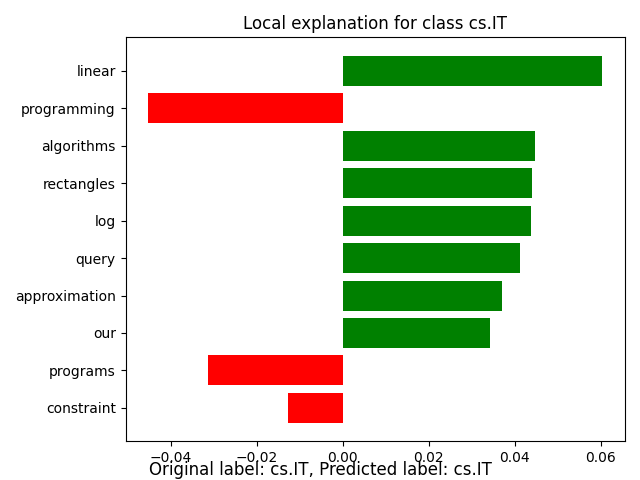 Local explanation for class cs.IT
linear
programming
algorithms
rectangles
log
query
approximation
our
programs
constraint
−0.04 −0.02 0.00 0.02 0.04 0.06
Original label: cs.IT, Predicted label: cs.IT